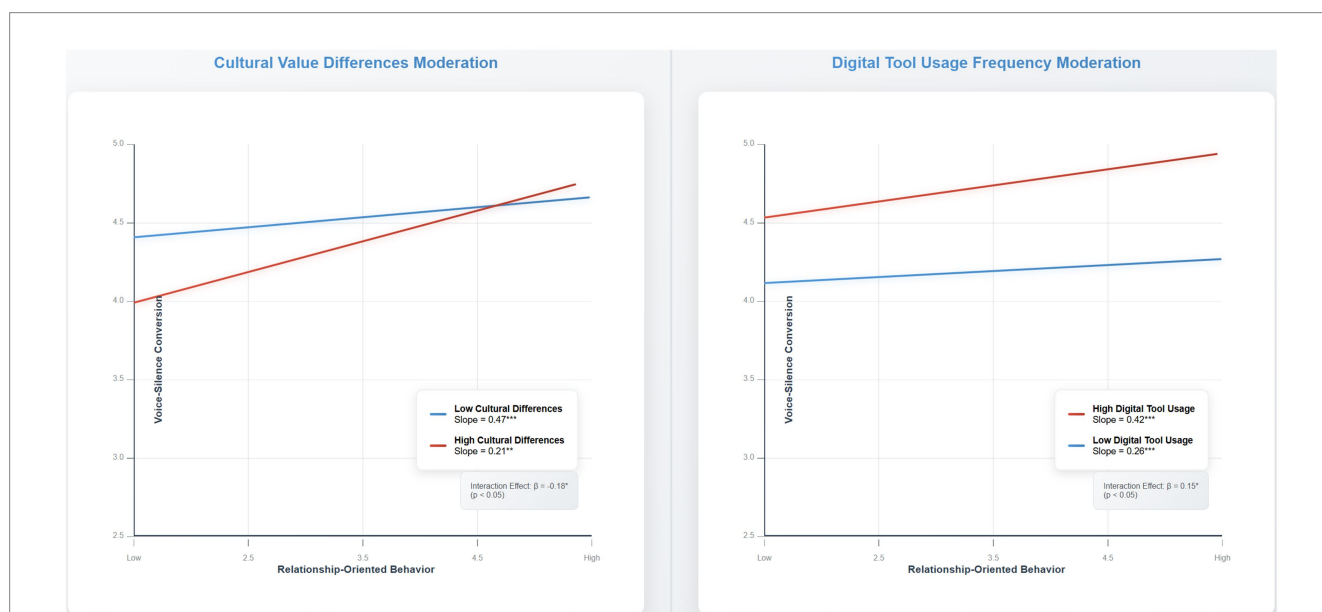 Cultural Value Differences Moderation
5.0
4.5
4.0
3.5
3.0
2.5
Voice-Silence Conversion
Low Cultural Differences
Slope = 0.47***
High Cultural Differences
Slope = 0.21**
Interaction Effect: β = -0.18*
(p < 0.05)
Low
2.5
3.5
4.5
High
Relationship-Oriented Behavior
Digital Tool Usage Frequency Moderation
5.0
4.5
4.0
3.5
3.0
2.5
Voice-Silence Conversion
High Digital Tool Usage
Slope = 0.42***
Low Digital Tool Usage
Slope = 0.26***
Interaction Effect: β = 0.15*
(p < 0.05)
Low
2.5
3.5
4.5
High
Relationship-Oriented Behavior